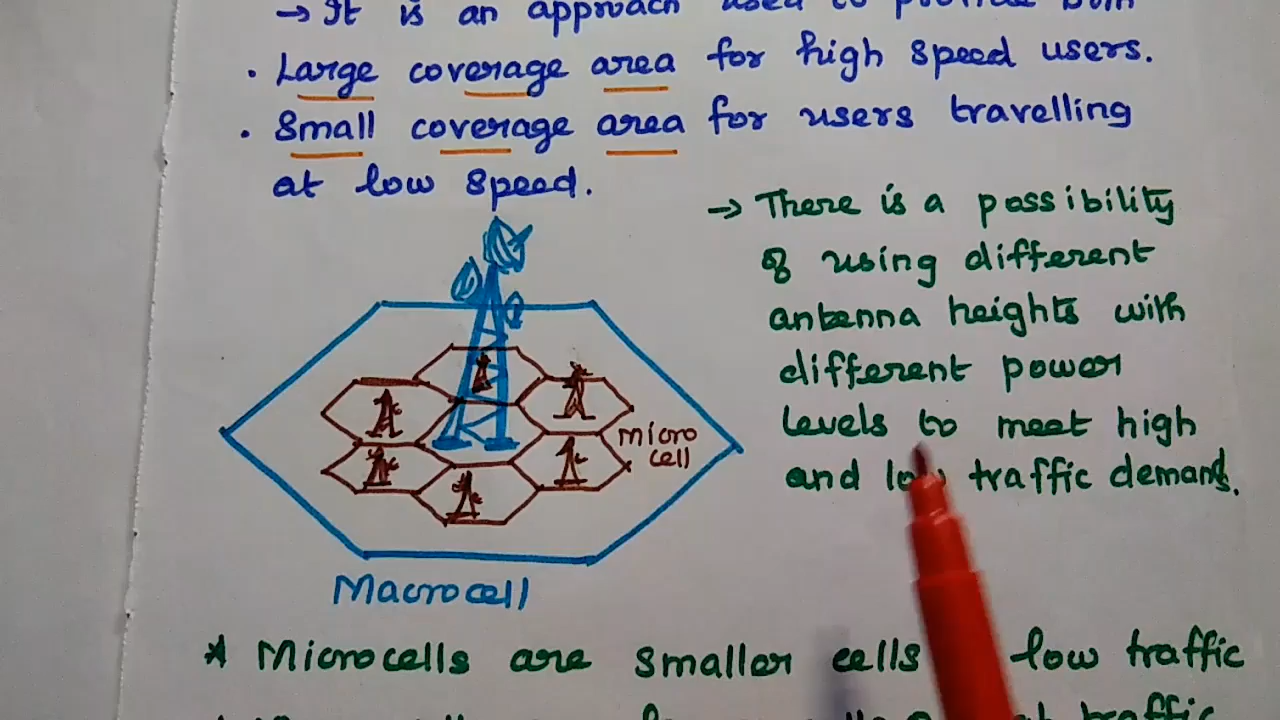 → It is an approach used to provide both
. Large coverage area for high speed users.
. Small coverage area for users travelling
at low speed.
→ There is a possibility
of using different
antenna heights with
different power
levels to meet high
and low traffic demand.
Micro
cell
Macrocell
* Microcells are smaller cells low traffic
traffic